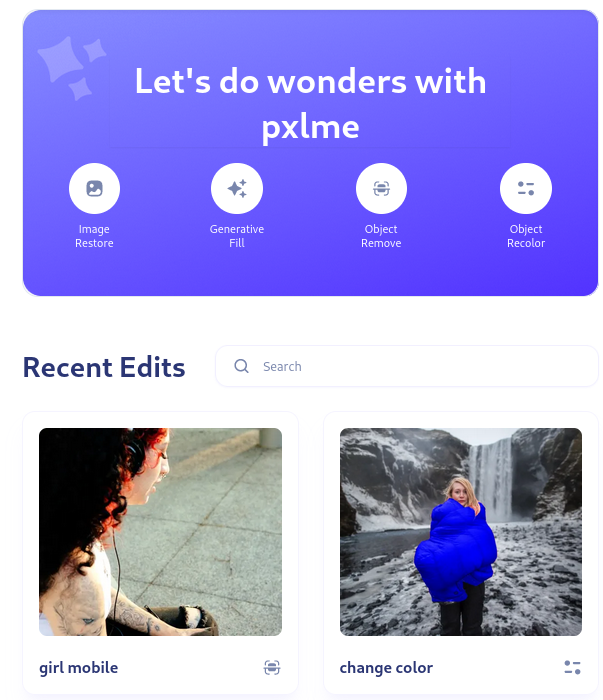 Let's do wonders with
pxlme
Image
Restore
Generative
Fill
Object
Remove
Object
Recolor
Recent Edits
Search
girl mobile
change color